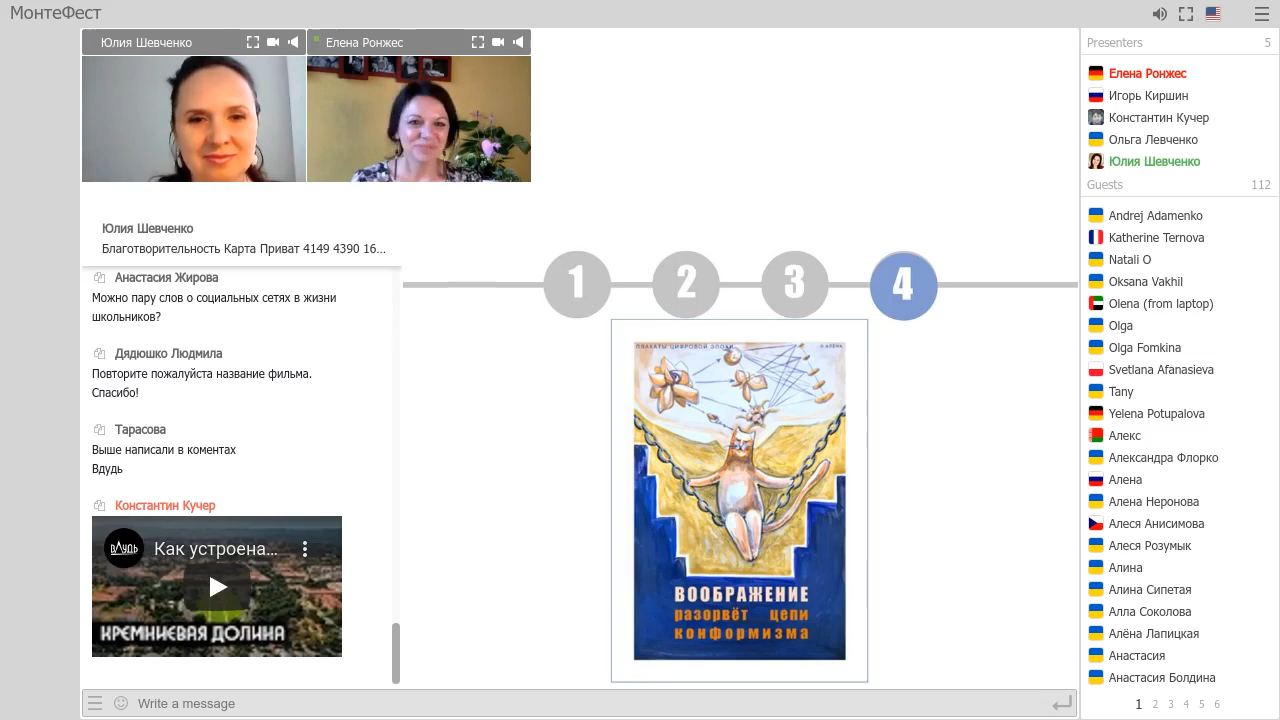 МонтеФест
Юлия Шевченко
Елена Ронжес
Юлия Шевченко
Благотворительность Карта Приват 4149 4390 16...
Анастасия Жирова
Можно пару слов о социальных сетях в жизни
школьников?
Дядюшко Людмила
Повторите пожалуйста название фильма.
Спасибо!
Тарасова
Выше написали в коментах
Вдудь
Константин Кучер
вдудь
Как устроена...
КРЕМНИЕВАЯ ДОЛИНА
Write a message
1 2 3 4
ПЛАКАТЫ ЦИФРОВОЙ ЭПОХИ
© АЛЁНА
ВООБРАЖЕНИЕ
разорвёт цепи
конформизма
Presenters 5
Елена Ронжес
Игорь Киршин
Константин Кучер
Ольга Левченко
Юлия Шевченко
Guests 112
Andrej Adamenko
Katherine Ternova
Natali O
Oksana Vakhil
Olena (from laptop)
Olga
Olga Fomkina
Svetlana Afanasieva
Tany
Yelena Potupalova
Алекс
Александра Флорко
Алена
Алена Неронова
Алеся Анисимова
Алеся Розумык
Алина
Алина Сипетая
Алла Соколова
Алёна Лапицкая
Анастасия
Анастасия Болдина
1 2 3 4 5 6